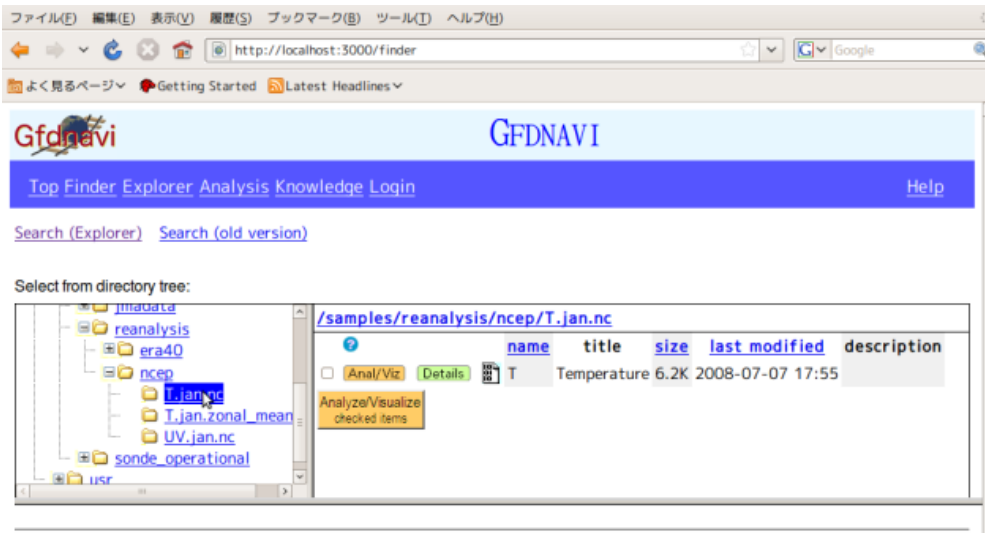 ファイル(F) 編集(E) 表示(V) 履歴(S) ブックマーク(B) ツール(T) ヘルプ(H)
http://localhost:3000/finder
G Google
よく見るページ Getting Started Latest Headlines
Gfdnavi
GFDNAVI
Top Finder Explorer Analysis Knowledge Login Help
Search (Explorer) Search (old version)
Select from directory tree:
jmadata
reanalysis
era40
ncep
T.jan.nc
T.jan.zonal_mean
UV.jan.nc
sonde_operational
usr
/samples/reanalysis/ncep/T.jan.nc
? name title size last modified description
Anal/Viz Details T Temperature 6.2K 2008-07-07 17:55
Analyze/Visualize
checked items